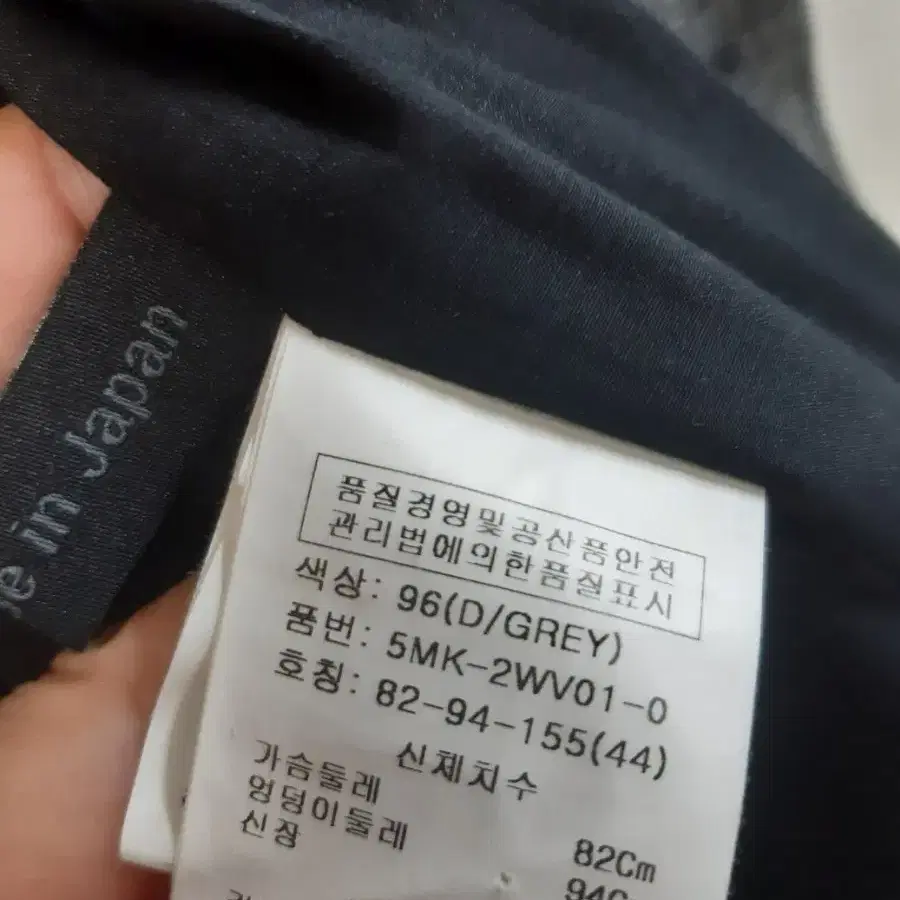 in Japan
품질경영및공산품안전
관리법에의한품질표시
색상: 96(D/GREY)
품번: 5MK-2WV01-0
호칭: 82-94-155(44)
신체치수
가슴둘레 82Cm
엉덩이둘레
신장